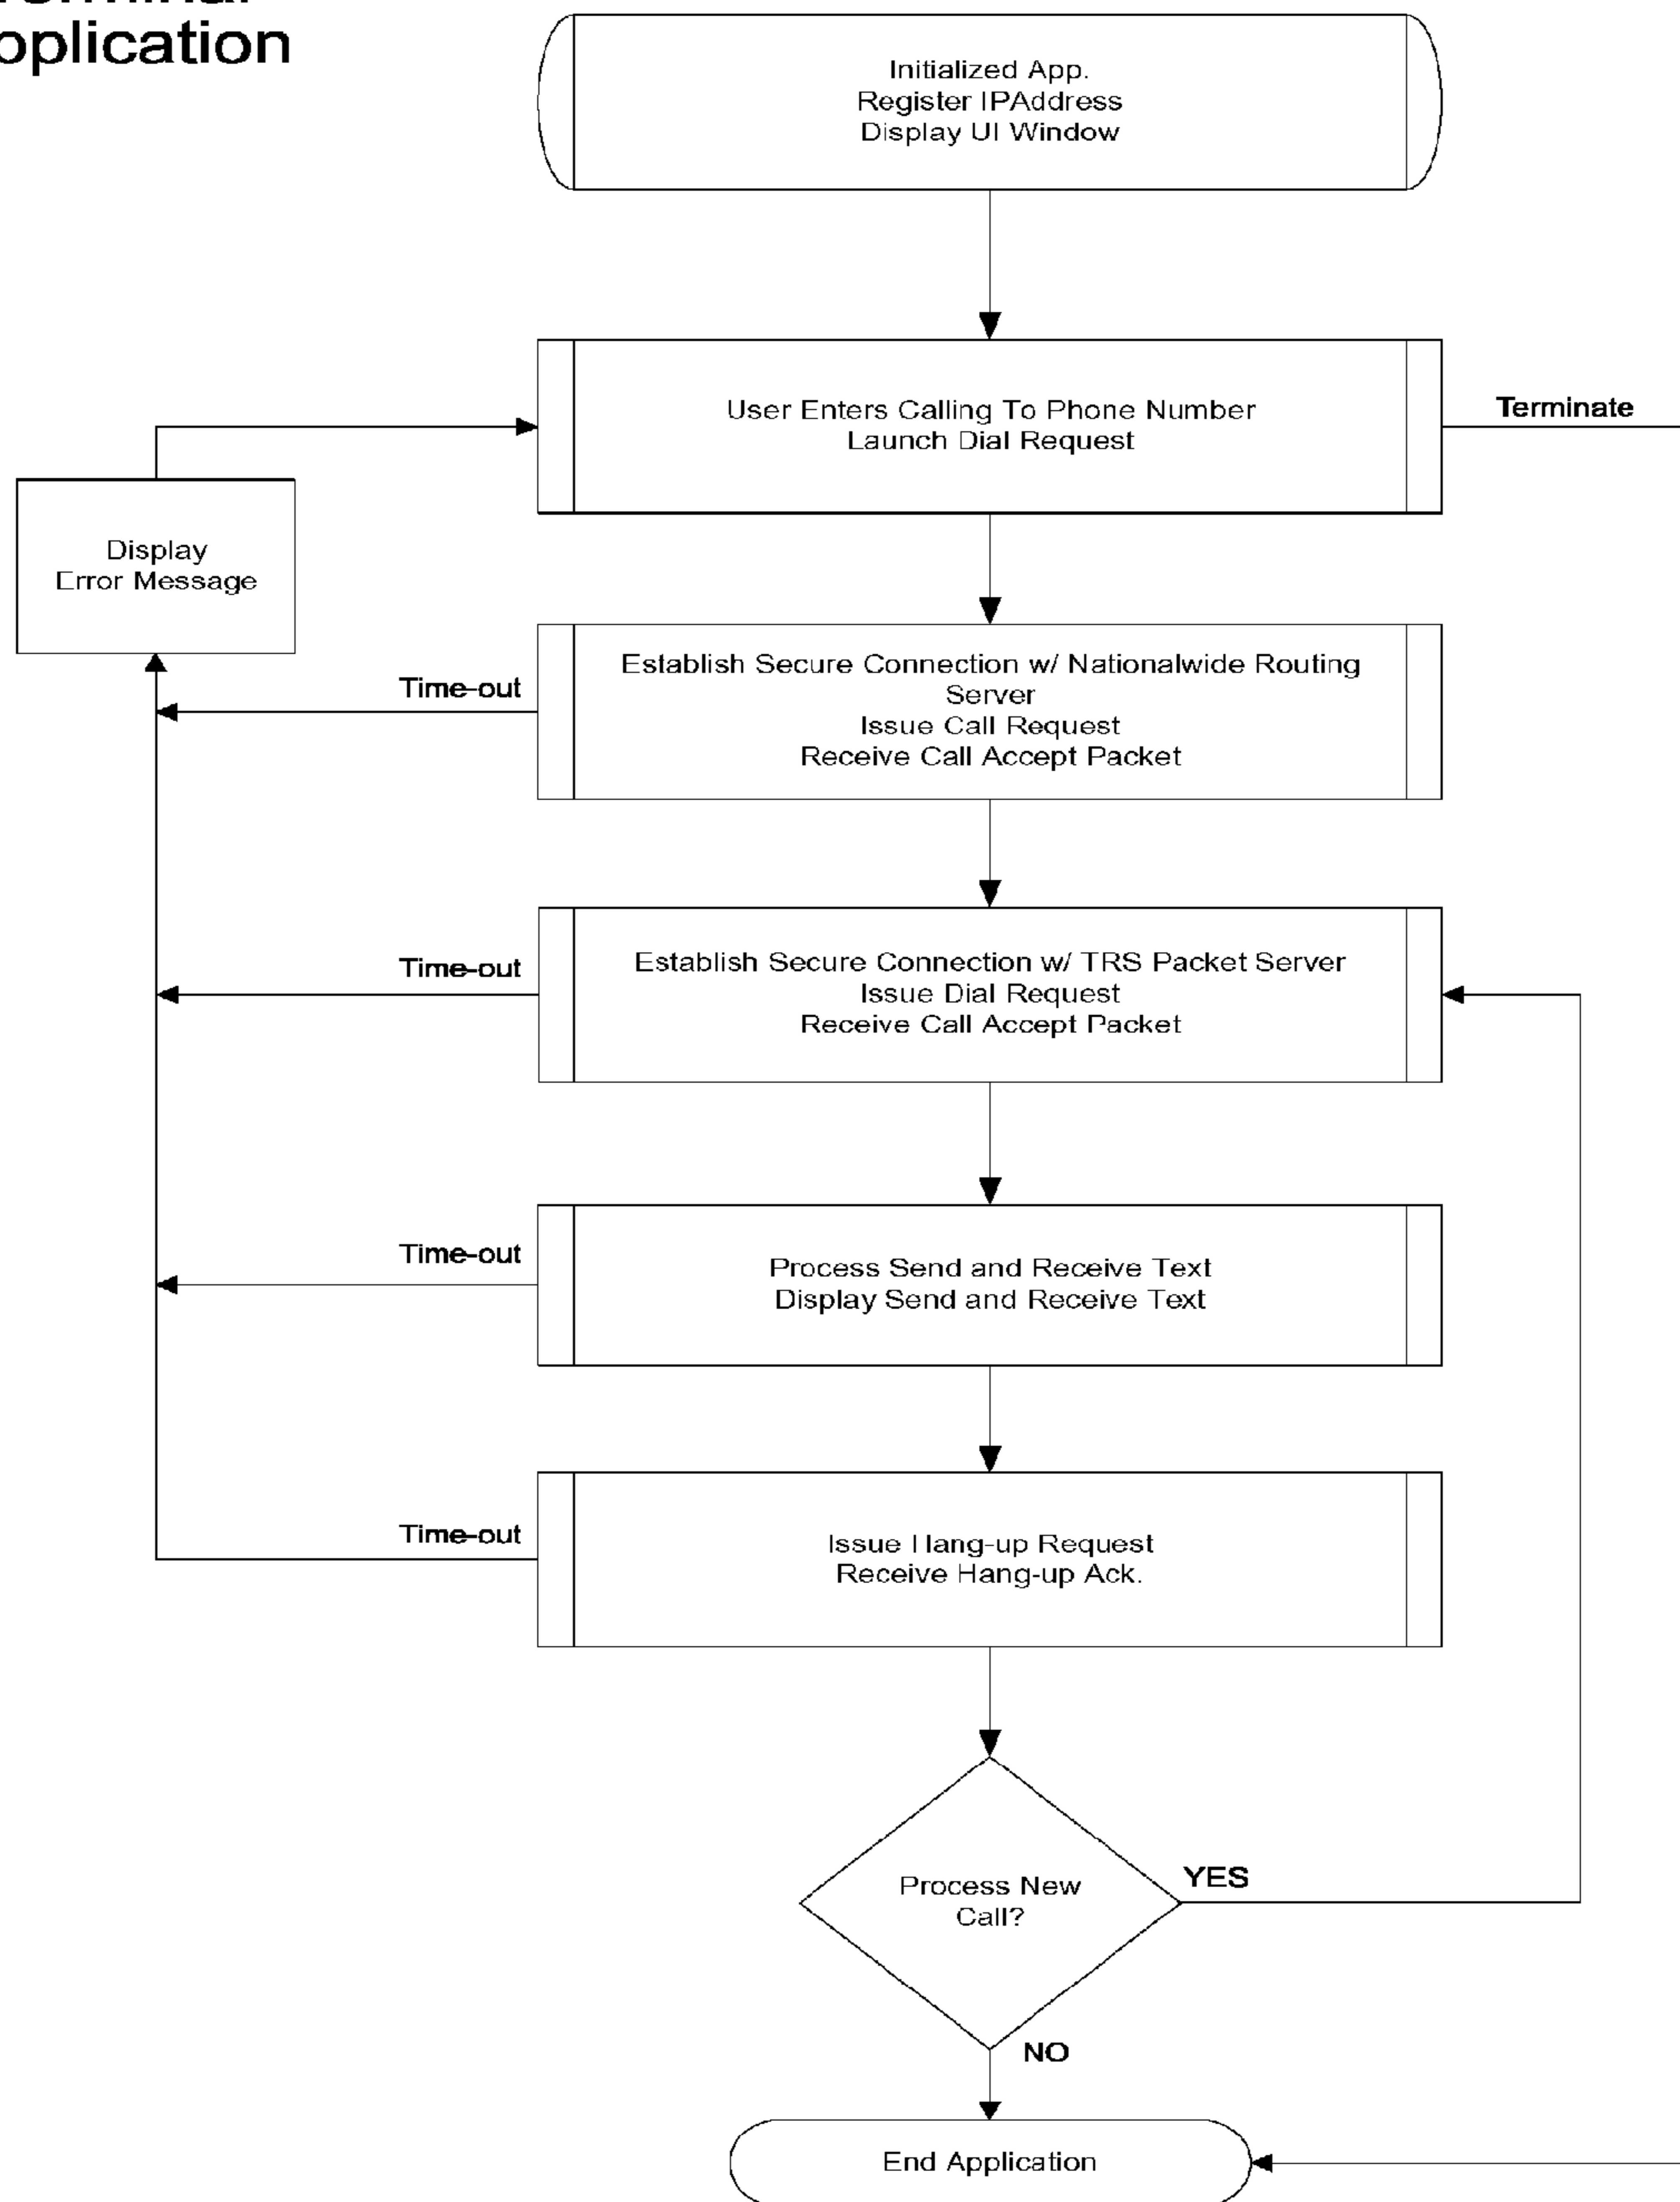 Application
Initialized App.
Register IPAddress
Display UI Window
User Enters Calling To Phone Number
Launch Dial Request
Terminate
Display
Error Message
Establish Secure Connection w/ Nationalwide Routing
Server
Issue Call Request
Receive Call Accept Packet
Time-out
Establish Secure Connection w/ TRS Packet Server
Issue Dial Request
Receive Call Accept Packet
Time-out
Process Send and Receive Text
Display Send and Receive Text
Time-out
Issue Hang-up Request
Receive Hang-up Ack.
Time-out
Process New
Call?
YES
NO
End Application